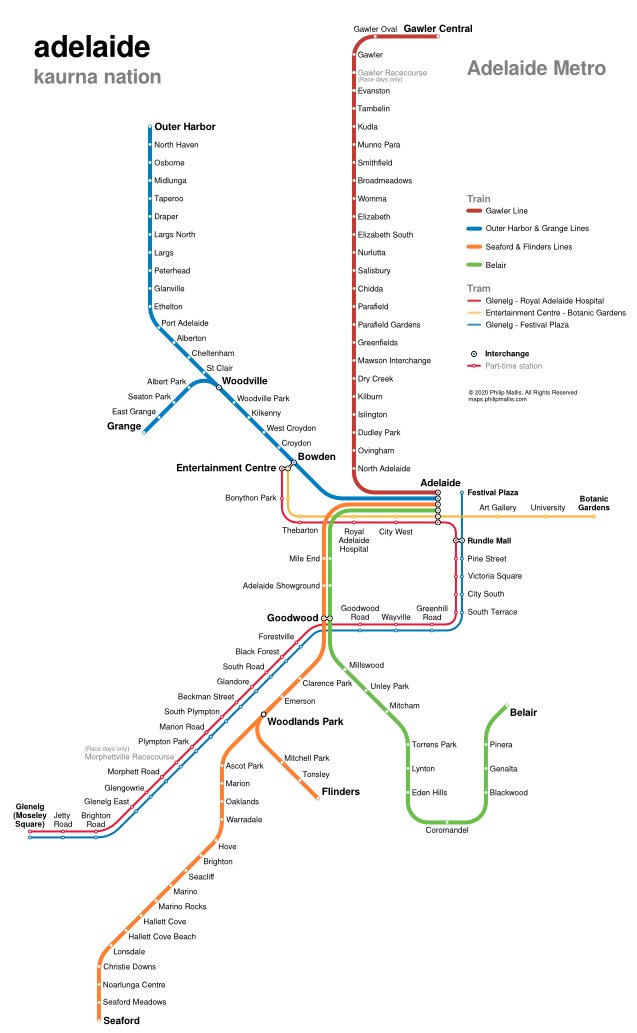 adelaide
kaurna nation
Adelaide Metro
Gawler Oval
Gawler Central
Gawler
Gawler Racecourse
(Race days only)
Evanston
Tambelin
Kudla
Munno Para
Smithfield
Broadmeadows
Womma
Elizabeth
Elizabeth South
Nurlutta
Salisbury
Chidda
Parafield
Parafield Gardens
Greenfields
Mawson Interchange
Dry Creek
Kilburn
Islington
Dudley Park
Ovingham
North Adelaide
Adelaide
Outer Harbor
North Haven
Osborne
Midlunga
Taperoo
Draper
Largs North
Largs
Peterhead
Glanville
Ethelton
Port Adelaide
Alberton
Cheltenham
St Clair
Woodville
Albert Park
Seaton Park
East Grange
Grange
Woodville Park
Kilkenny
West Croydon
Croydon
Bowden
Entertainment Centre
Bonython Park
Thebarton
Royal
Adelaide
Hospital
City West
Train
Gawler Line
Outer Harbor & Grange Lines
Seaford & Flinders Lines
Belair
Tram
Glenelg - Royal Adelaide Hospital
Entertainment Centre - Botanic Gardens
Glenelg - Festival Plaza
Interchange
Part-time station
© 2020 Philip Mallis. All Rights Reserved
maps.philipmallis.com
Festival Plaza
Art Gallery
University
Botanic
Gardens
Rundle Mall
Pirie Street
Victoria Square
City South
South Terrace
Mile End
Adelaide Showground
Goodwood
Goodwood
Road
Wayville
Greenhill
Road
Forestville
Black Forest
South Road
Glandore
Beckman Street
South Plympton
Marion Road
Plympton Park
(Race days only)
Morphettville Racecourse
Morphett Road
Glengowrie
Glenelg East
Brighton
Road
Jetty
Road
Glenelg
(Moseley
Square)
Millswood
Unley Park
Mitcham
Torrens Park
Lynton
Eden Hills
Coromandel
Blackwood
Genalta
Pinera
Belair
Clarence Park
Emerson
Woodlands Park
Mitchell Park
Tonsley
Flinders
Ascot Park
Marion
Oaklands
Warradale
Hove
Brighton
Seacliff
Marino
Marino Rocks
Hallett Cove
Hallett Cove Beach
Lonsdale
Christie Downs
Noarlunga Centre
Seaford Meadows
Seaford